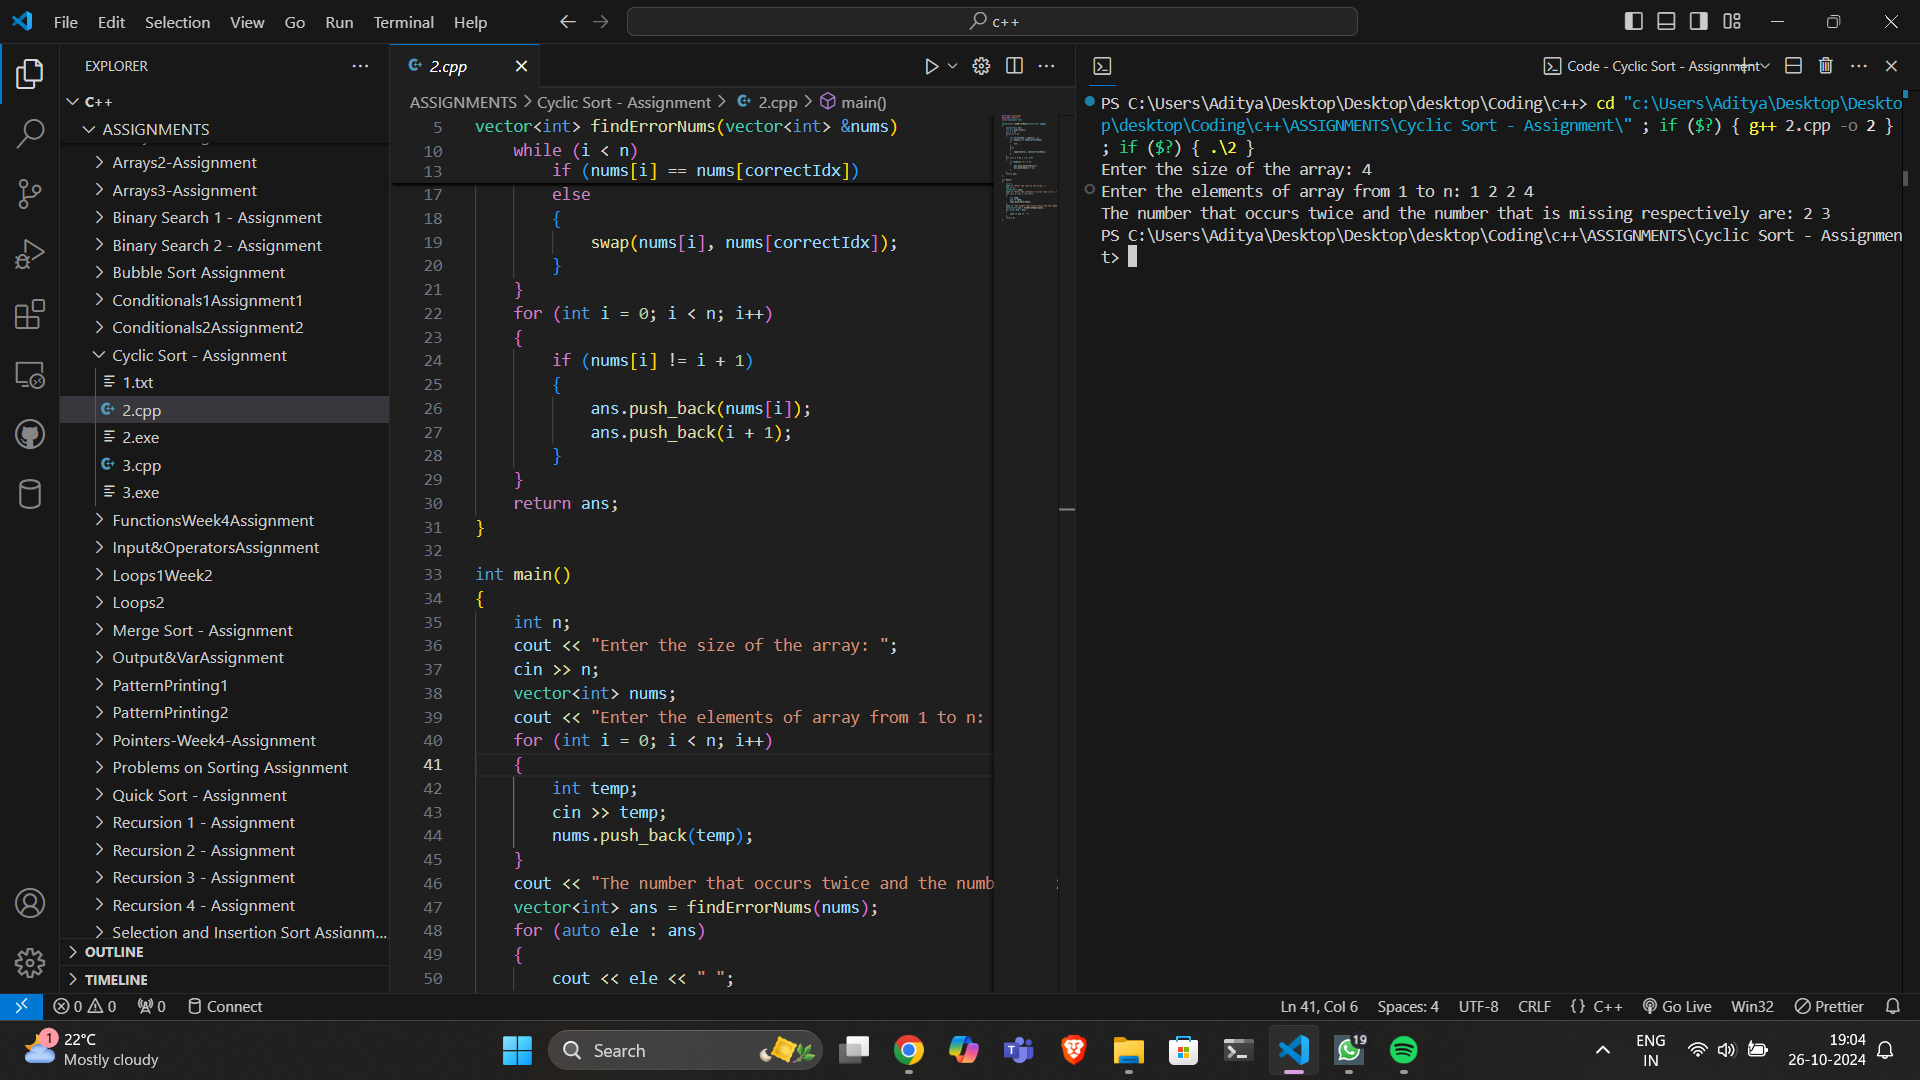 File Edit Selection View Go Run Terminal Help
c++
EXPLORER
C++
ASSIGNMENTS
Arrays2-Assignment
Arrays3-Assignment
Binary Search 1 - Assignment
Binary Search 2 - Assignment
Bubble Sort Assignment
Conditionals1Assignment1
Conditionals2Assignment2
Cyclic Sort - Assignment
1.txt
2.cpp
2.exe
3.cpp
3.exe
FunctionsWeek4Assignment
Input&OperatorsAssignment
Loops1Week2
Loops2
Merge Sort - Assignment
Output&VarAssignment
PatternPrinting1
PatternPrinting2
Pointers-Week4-Assignment
Problems on Sorting Assignment
Quick Sort - Assignment
Recursion 1 - Assignment
Recursion 2 - Assignment
Recursion 3 - Assignment
Recursion 4 - Assignment
Selection and Insertion Sort Assignm...
OUTLINE
TIMELINE
2.cpp
ASSIGNMENTS > Cyclic Sort - Assignment > 2.cpp > main()
5 vector<int> findErrorNums(vector<int> &nums)
10 while (i < n)
13 if (nums[i] == nums[correctIdx])
17 else
18 {
19 swap(nums[i], nums[correctIdx]);
20 }
21 }
22 for (int i = 0; i < n; i++)
23 {
24 if (nums[i] != i + 1)
25 {
26 ans.push_back(nums[i]);
27 ans.push_back(i + 1);
28 }
29 }
30 return ans;
31 }
32
33 int main()
34 {
35 int n;
36 cout << "Enter the size of the array: ";
37 cin >> n;
38 vector<int> nums;
39 cout << "Enter the elements of array from 1 to n:
40 for (int i = 0; i < n; i++)
41 {
42 int temp;
43 cin >> temp;
44 nums.push_back(temp);
45 }
46 cout << "The number that occurs twice and the numb
47 vector<int> ans = findErrorNums(nums);
48 for (auto ele : ans)
49 {
50 cout << ele << " ";
Code - Cyclic Sort - Assignment
PS C:\Users\Aditya\Desktop\Desktop\desktop\Coding\c++> cd "c:\Users\Aditya\Desktop\Deskto
p\desktop\Coding\c++\ASSIGNMENTS\Cyclic Sort - Assignment\" ; if ($?) { g++ 2.cpp -o 2 }
; if ($?) { .\2 }
Enter the size of the array: 4
Enter the elements of array from 1 to n: 1 2 2 4
The number that occurs twice and the number that is missing respectively are: 2 3
PS C:\Users\Aditya\Desktop\Desktop\desktop\Coding\c++\ASSIGNMENTS\Cyclic Sort - Assignmen
t>
0 0 0 Connect
Ln 41, Col 6 Spaces: 4 UTF-8 CRLF {} C++ Go Live Win32 Prettier
1 22°C
Mostly cloudy
Search
19
ENG
IN
19:04
26-10-2024